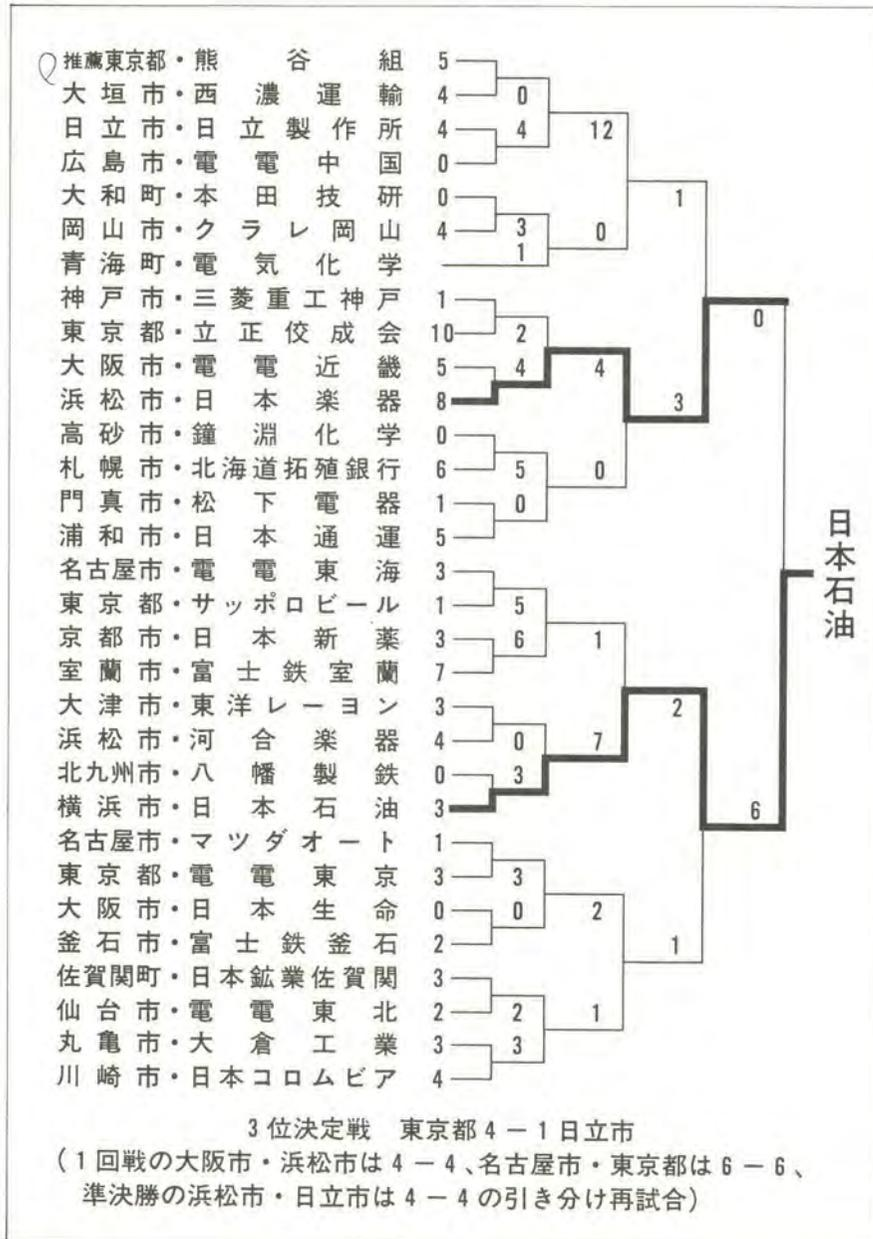 推薦東京都・熊谷組 5
大垣市・西濃運輸 4 0
日立市・日立製作所 4 4 12
広島市・電電中国 0
大和町・本田技研 0 1
岡山市・クラレ岡山 4 3 0
青海町・電気化学 1
神戸市・三菱重工神戸 1 0
東京都・立正佼成会 10 2
大阪市・電電近畿 5 4 4
浜松市・日本楽器 8 3
高砂市・鐘淵化学 0
札幌市・北海道拓殖銀行 6 5 0
門真市・松下電器 1 0
浦和市・日本通運 5
名古屋市・電電東海 3
東京都・サッポロビール 1 5
京都市・日本新薬 3 6 1
室蘭市・富士鉄室蘭 7
大津市・東洋レーヨン 3 2
浜松市・河合楽器 4 0 7
北九州市・八幡製鉄 0 3
横浜市・日本石油 3 6
名古屋市・マツダオート 1
東京都・電電東京 3 3
大阪市・日本生命 0 0 2
釜石市・富士鉄釜石 2 1
佐賀関町・日本鉱業佐賀関 3
仙台市・電電東北 2 2 1
丸亀市・大倉工業 3 3
川崎市・日本コロムビア 4
日本石油
3位決定戦 東京都4-1日立市
(1回戦の大阪市・浜松市は4-4、名古屋市・東京都は6-6、
準決勝の浜松市・日立市は4-4の引き分け再試合)